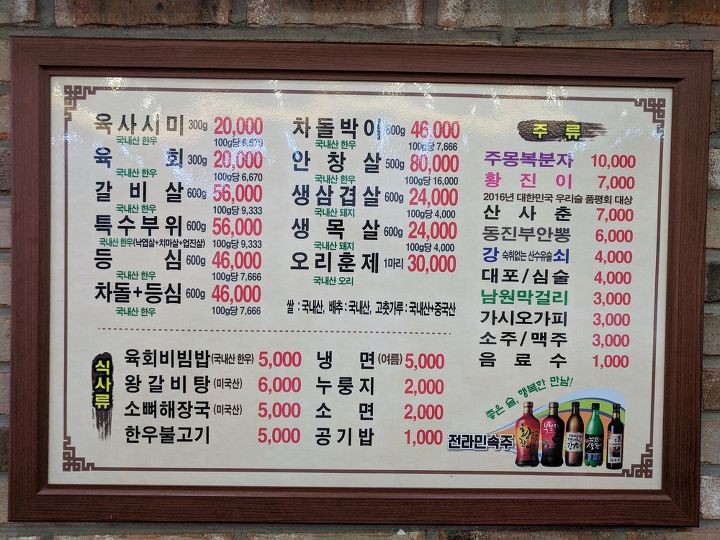 육사시미 300g 20,000
국내산 한우 100g당 6,670
육 회 300g 20,000
국내산 한우 100g당 6,670
갈비살 600g 56,000
국내산 한우 100g당 9,333
특수부위 600g 56,000
국내산 한우(낙엽살+치마살+업진살) 100g당 9,333
등 심 600g 46,000
국내산 한우 100g당 7,666
차돌+등심 600g 46,000
국내산 한우 100g당 7,666
차돌박이 600g 46,000
국내산 한우 100g당 7,666
안창살 500g 80,000
국내산 한우 100g당 16,000
생삼겹살 600g 24,000
국내산 돼지 100g당 4,000
생목살 600g 24,000
국내산 돼지 100g당 4,000
오리훈제 1마리 30,000
국내산 오리
쌀 : 국내산, 배추 : 국내산, 고춧가루 : 국내산+중국산
주 류
주몽복분자 10,000
황진이 7,000
2016년 대한민국 우리술 품평회 대상
산사춘 7,000
동진부안뽕 6,000
강 숙취없는 산수유술 쇠 4,000
대포/심술 4,000
남원막걸리 3,000
가시오가피 3,000
소주/맥주 3,000
음료수 1,000
식사류
육회비빔밥 (국내산 한우) 5,000
왕갈비탕 (미국산) 6,000
소뼈해장국 (미국산) 5,000
한우불고기 5,000
냉 면 (여름) 5,000
누룽지 2,000
소 면 2,000
공기밥 1,000
좋은 술, 행복한 만남!
전라민속주